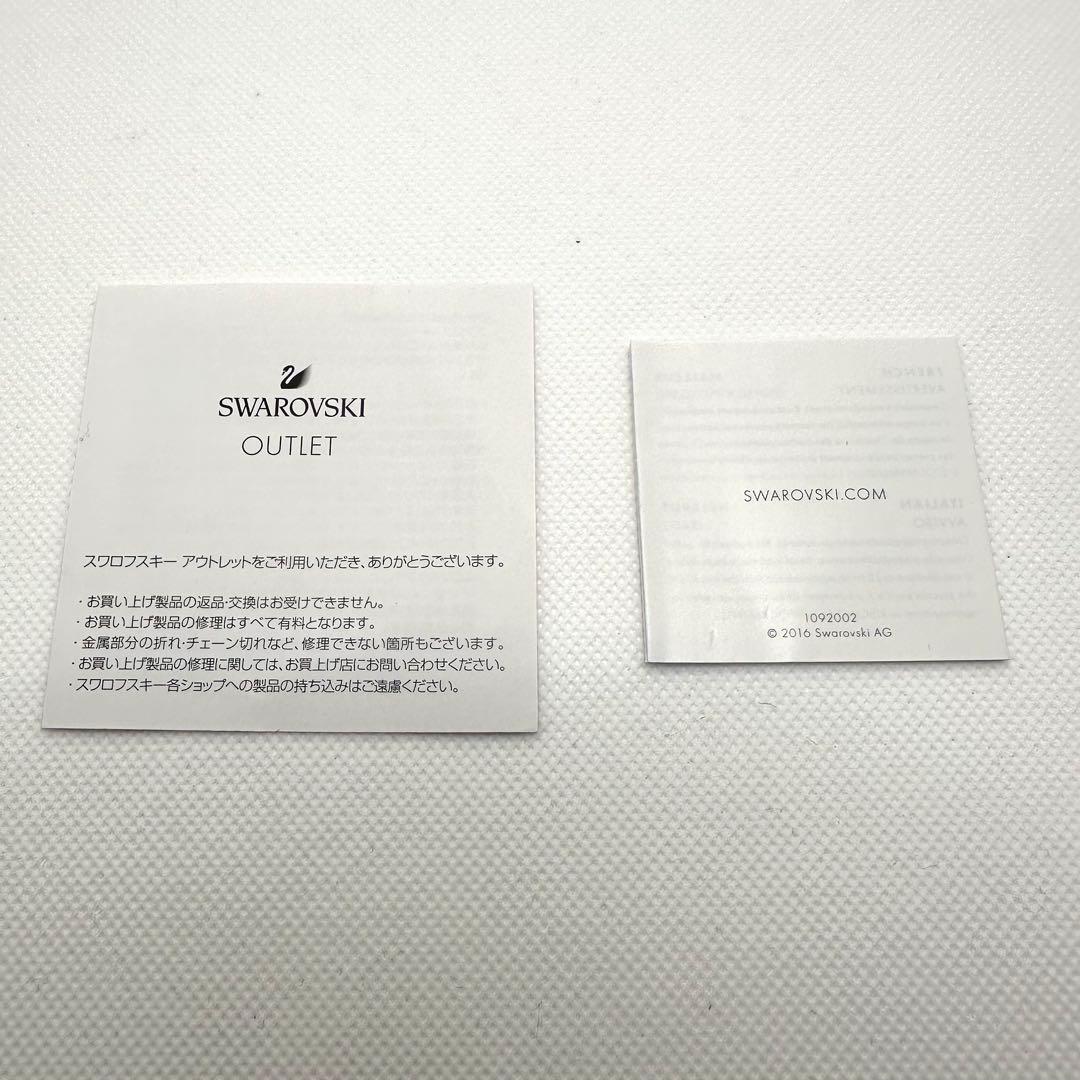 SWAROVSKI
OUTLET
スワロフスキー アウトレットをご利用いただき、ありがとうございます。
・お買い上げ製品の返品・交換はお受けできません。
・お買い上げ製品の修理はすべて有料となります。
・金属部分の折れ・チェーン切れなど、修理できない箇所もございます。
・お買い上げ製品の修理に関しては、お買上げ店にお問い合わせください。
・スワロフスキー各ショップへの製品の持ち込みはご遠慮ください。
FRENCH
AVERTISSEMENT
ITALIAN
AVVISO
SWAROVSKI.COM
1092002
© 2016 Swarovski AG